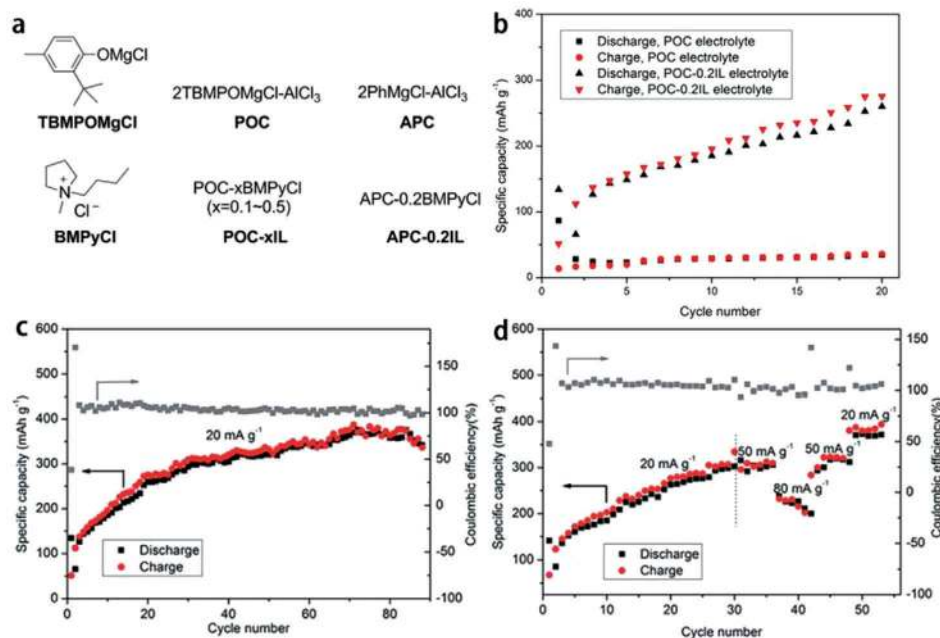 a
OMgCl
TBMPOMgCl
2TBMPOMgCl-AlCl3
POC
2PhMgCl-AlCl3
APC
N
+
Cl−
BMPyCl
POC-xBMPyCl
(x=0.1~0.5)
POC-xIL
APC-0.2BMPyCl
APC-0.2IL
b
Specific capacity (mAh g-1)
400
300
200
100
0
Discharge, POC electrolyte
Charge, POC electrolyte
Discharge, POC-0.2IL electrolyte
Charge, POC-0.2IL electrolyte
0 5 10 15 20
Cycle number
c
Specific capacity (mAh g-1)
600
500
400
300
200
100
0
20 mA g-1
Discharge
Charge
150
100
50
0
-50
-100
Coulombic efficiency(%)
0 20 40 60 80
Cycle number
d
Specific capacity (mAh g-1)
600
500
400
300
200
100
0
20 mA g-1
50 mA g-1
80 mA g-1
50 mA g-1
20 mA g-1
Discharge
Charge
150
100
50
0
-50
-100
Coulombic efficiency(%)
0 10 20 30 40 50
Cycle number